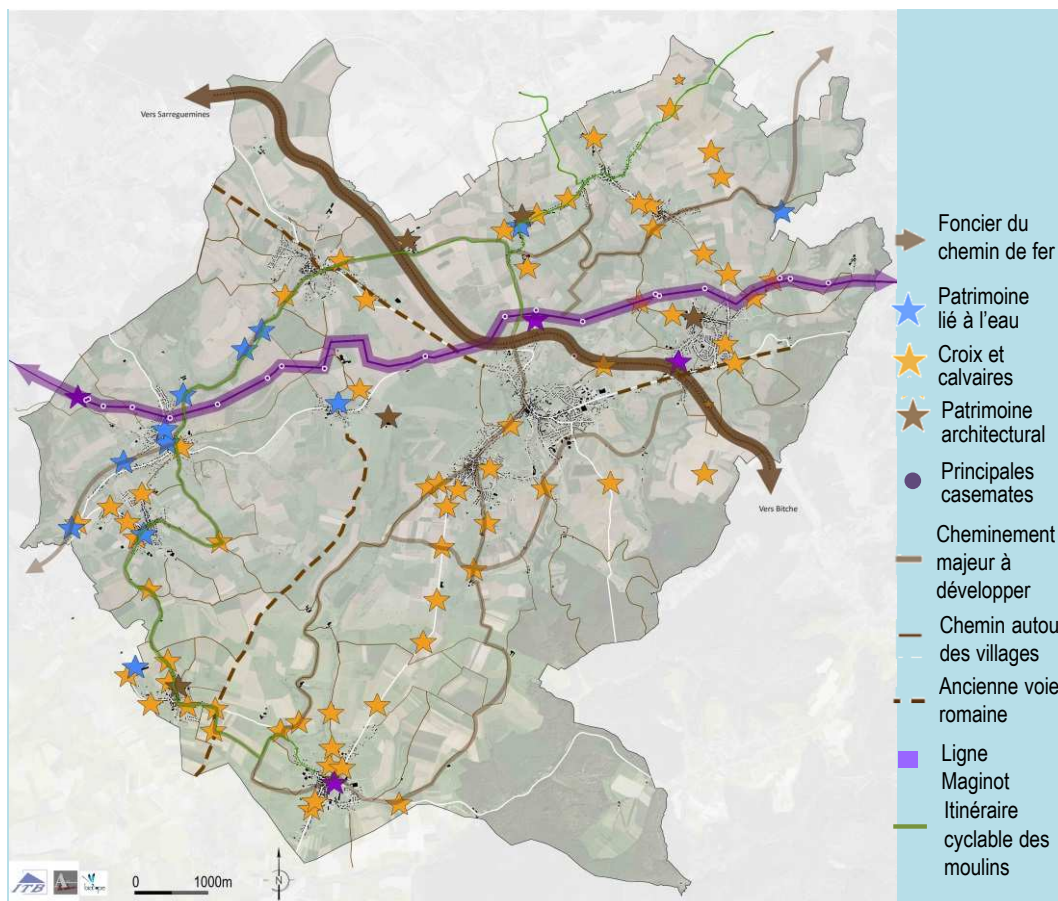 Vers Sarreguemines
Vers Bitche
ITB
0 1000m
N
Foncier du
chemin de fer
Patrimoine
lié à l'eau
Croix et
calvaires
Patrimoine
architectural
Principales
casemates
Cheminement
majeur à
développer
Chemin autou
des villages
Ancienne voie
romaine
Ligne
Maginot
Itinéraire
cyclable des
moulins